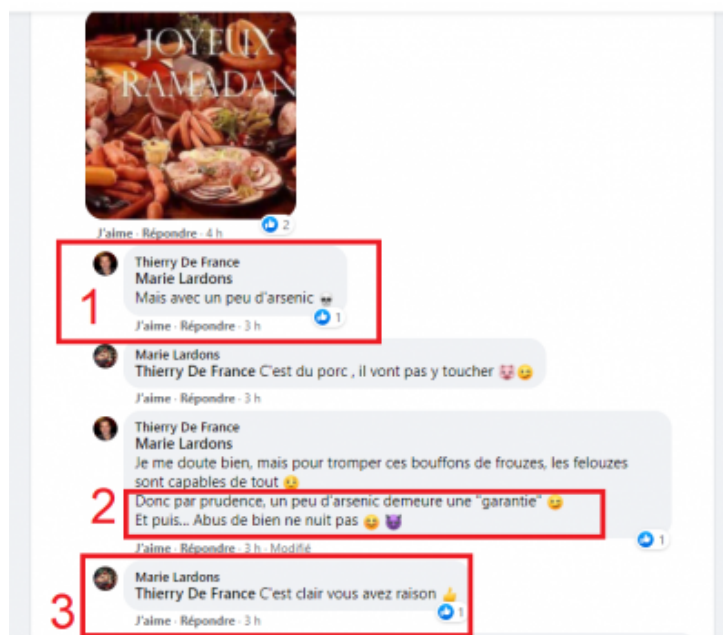 JOYEUX
RAMADAN
J'aime · Répondre · 4 h
2
1
Thierry De France
Marie Lardons
Mais avec un peu d'arsenic ☠️
1
J'aime · Répondre · 3 h
Marie Lardons
Thierry De France C'est du porc , il vont pas y toucher 🐷😉
J'aime · Répondre · 3 h
Thierry De France
Marie Lardons
Je me doute bien, mais pour tromper ces bouffons de frouzes, les felouzes
sont capables de tout 😉
2
Donc par prudence, un peu d'arsenic demeure une "garantie" 😉
Et puis... Abus de bien ne nuit pas 😆 😈
1
J'aime · Répondre · 3 h · Modifié
3
Marie Lardons
Thierry De France C'est clair vous avez raison 👍
1
J'aime · Répondre · 3 h